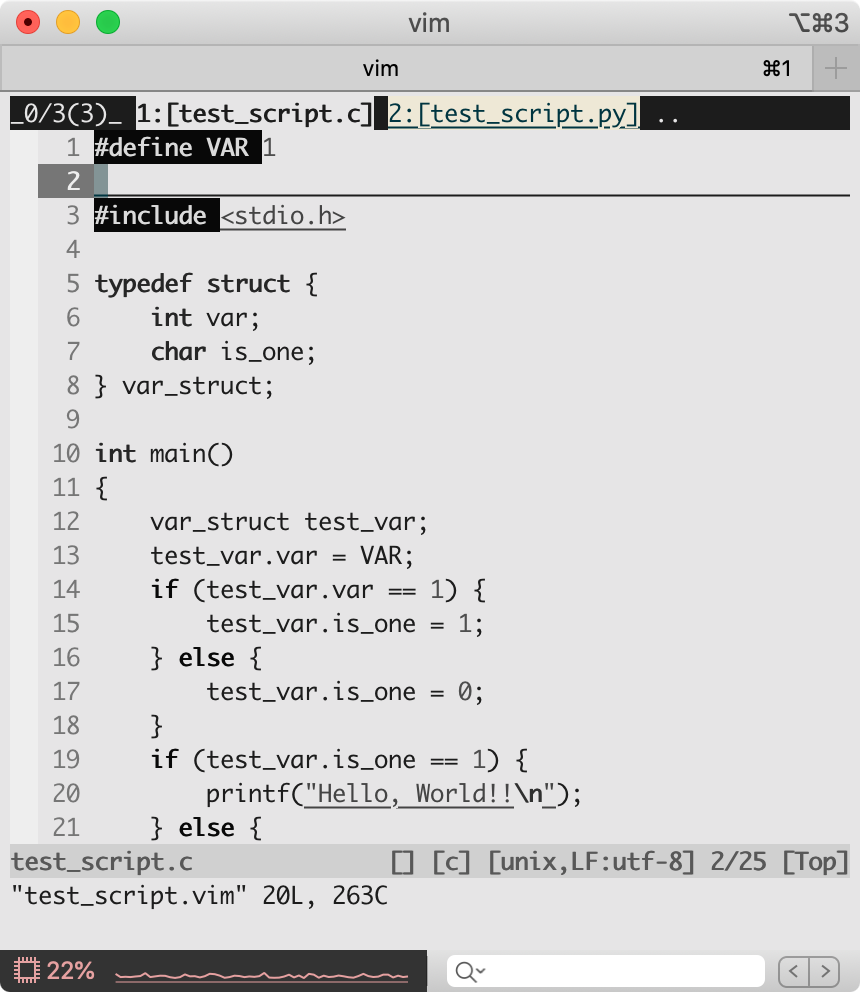 vim ⌥⌘3
vim ⌘1
_0/3(3)_ 1:[test_script.c] 2:[test_script.py] ..
1 #define VAR 1
2
3 #include <stdio.h>
4
5 typedef struct {
6     int var;
7     char is_one;
8 } var_struct;
9
10 int main()
11 {
12     var_struct test_var;
13     test_var.var = VAR;
14     if (test_var.var == 1) {
15         test_var.is_one = 1;
16     } else {
17         test_var.is_one = 0;
18     }
19     if (test_var.is_one == 1) {
20         printf("Hello, World!!\n");
21     } else {
test_script.c [] [c] [unix,LF:utf-8] 2/25 [Top]
"test_script.vim" 20L, 263C
22%